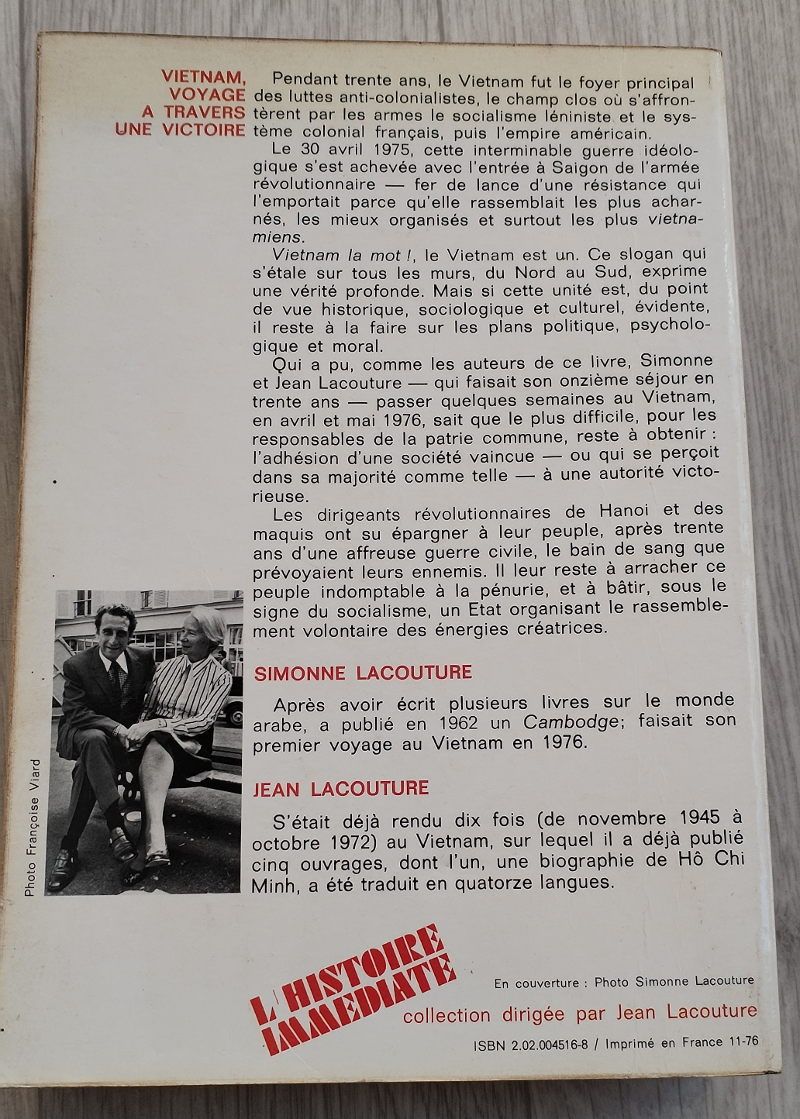 VIETNAM,
VOYAGE
A TRAVERS
UNE VICTOIRE
Pendant trente ans, le Vietnam fut le foyer principal
des luttes anti-colonialistes, le champ clos où s'affron-
tèrent par les armes le socialisme léniniste et le sys-
tème colonial français, puis l'empire américain.
Le 30 avril 1975, cette interminable guerre idéolo-
gique s'est achevée avec l'entrée à Saigon de l'armée
révolutionnaire — fer de lance d'une résistance qui
l'emportait parce qu'elle rassemblait les plus achar-
nés, les mieux organisés et surtout les plus vietna-
miens.
Vietnam la mot !, le Vietnam est un. Ce slogan qui
s'étale sur tous les murs, du Nord au Sud, exprime
une vérité profonde. Mais si cette unité est, du point
de vue historique, sociologique et culturel, évidente,
il reste à la faire sur les plans politique, psycholo-
gique et moral.
Qui a pu, comme les auteurs de ce livre, Simonne
et Jean Lacouture — qui faisait son onzième séjour en
trente ans — passer quelques semaines au Vietnam,
en avril et mai 1976, sait que le plus difficile, pour les
responsables de la patrie commune, reste à obtenir :
l'adhésion d'une société vaincue — ou qui se perçoit
dans sa majorité comme telle — à une autorité victo-
rieuse.
Les dirigeants révolutionnaires de Hanoi et des
maquis ont su épargner à leur peuple, après trente
ans d'une affreuse guerre civile, le bain de sang que
prévoyaient leurs ennemis. Il leur reste à arracher ce
peuple indomptable à la pénurie, et à bâtir, sous le
signe du socialisme, un Etat organisant le rassemble-
ment volontaire des énergies créatrices.
SIMONNE LACOUTURE
Après avoir écrit plusieurs livres sur le monde
arabe, a publié en 1962 un Cambodge; faisait son
premier voyage au Vietnam en 1976.
JEAN LACOUTURE
S'était déjà rendu dix fois (de novembre 1945 à
octobre 1972) au Vietnam, sur lequel il a déjà publié
cinq ouvrages, dont l'un, une biographie de Hô Chi
Minh, a été traduit en quatorze langues.
Photo Françoise Viard
L'HISTOIRE
IMMEDIATE
En couverture : Photo Simonne Lacouture
collection dirigée par Jean Lacouture
ISBN 2.02.004516-8 / Imprimé en France 11-76